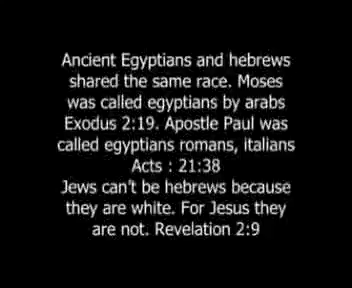 Ancient Egyptians and hebrews
shared the same race. Moses
was called egyptians by arabs
Exodus 2:19. Apostle Paul was
called egyptians romans, italians
Acts : 21:38
Jews can't be hebrews because
they are white. For Jesus they
are not. Revelation 2:9